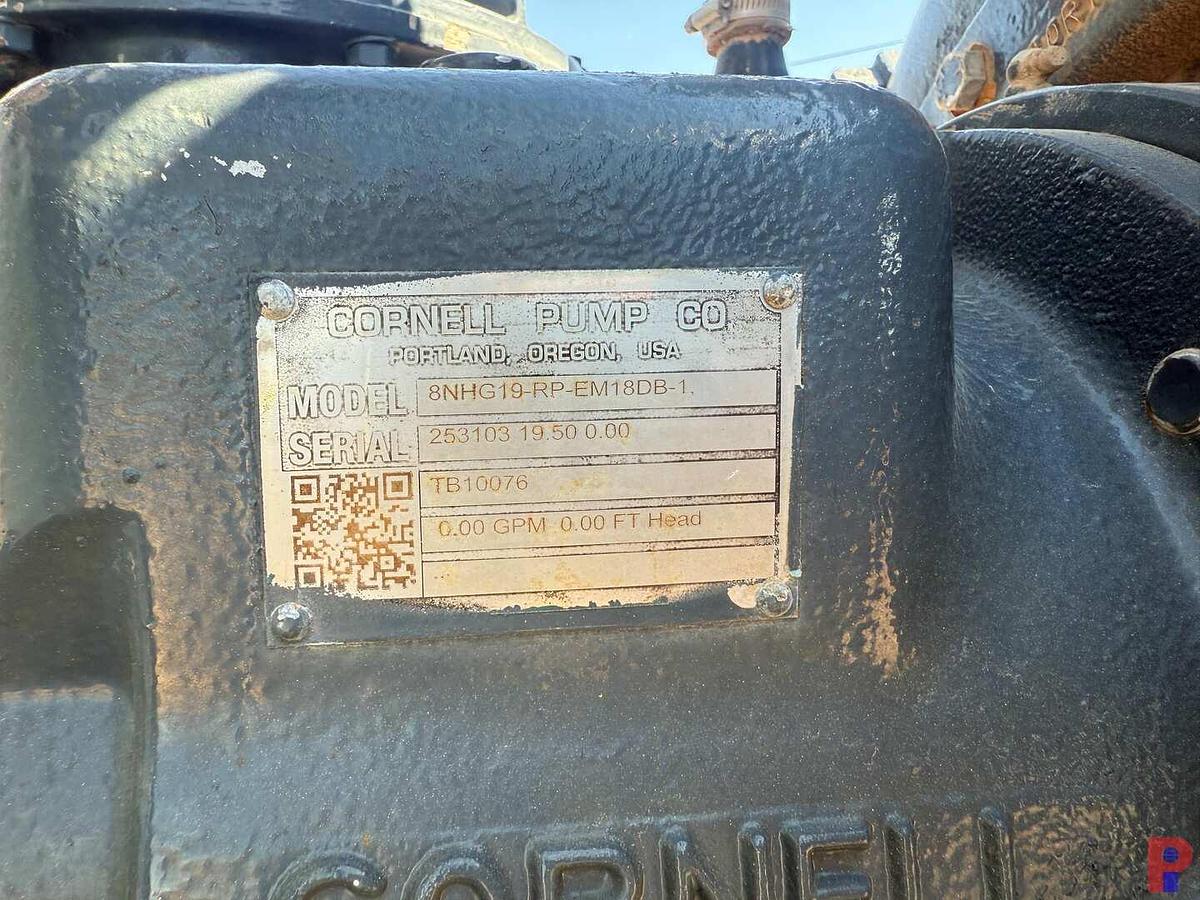 CORNELL PUMP CO
PORTLAND, OREGON, USA
MODEL 8NHG19-RP-EM18DB-1.
SERIAL 253103 19.50 0.00
TB10076
0.00 GPM 0.00 FT Head
CORNELL